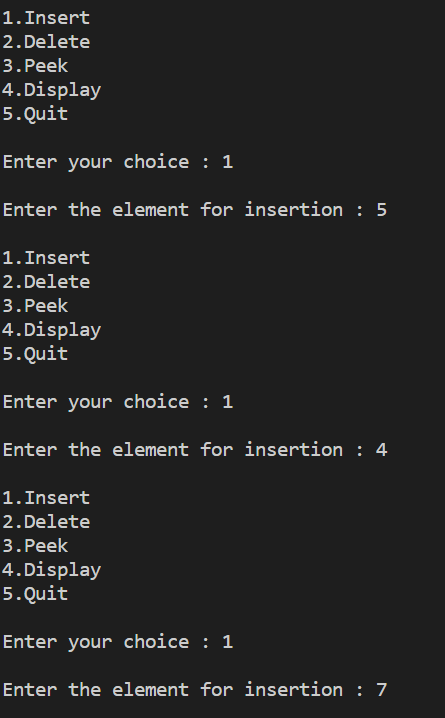 1.Insert
2.Delete
3.Peek
4.Display
5.Quit
Enter your choice : 1
Enter the element for insertion : 5
1.Insert
2.Delete
3.Peek
4.Display
5.Quit
Enter your choice : 1
Enter the element for insertion : 4
1.Insert
2.Delete
3.Peek
4.Display
5.Quit
Enter your choice : 1
Enter the element for insertion : 7